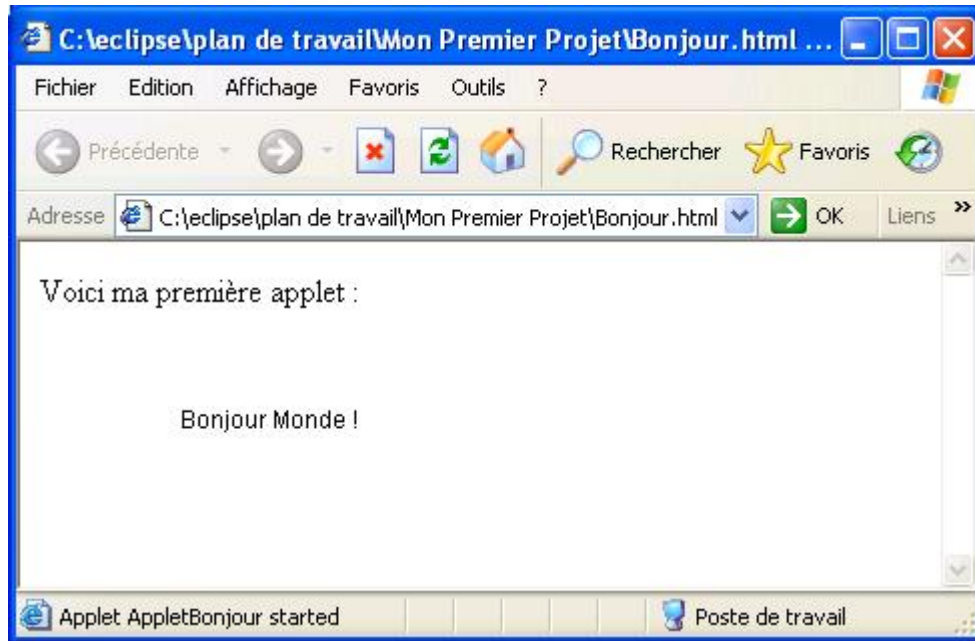 C:\eclipse\plan de travail\Mon Premier Projet\Bonjour.html ...
Fichier Edition Affichage Favoris Outils ?
Précédente Rechercher Favoris
Adresse C:\eclipse\plan de travail\Mon Premier Projet\Bonjour.html OK Liens »
Voici ma première applet :
Bonjour Monde !
Applet AppletBonjour started Poste de travail